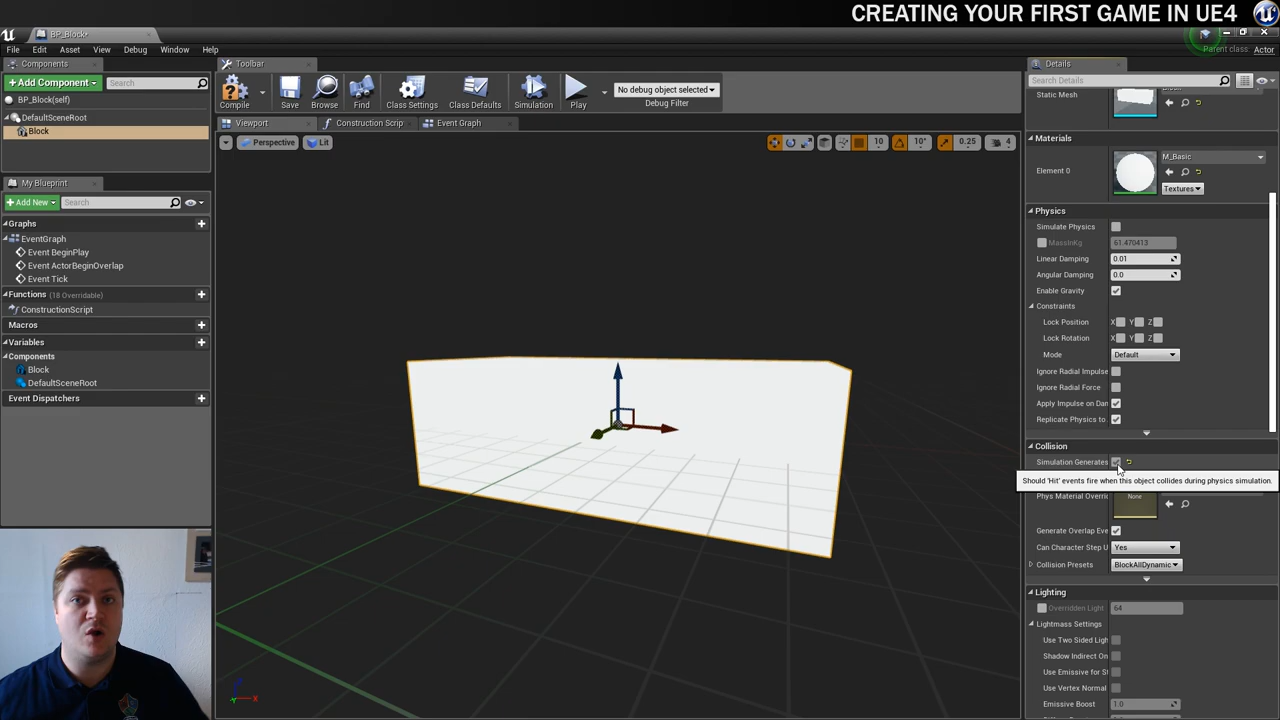 CREATING YOUR FIRST GAME IN UE4
BP_Block*
File Edit Asset View Window Debug Help
Parent class: Actor
Components
Toolbar
Details
+Add Component
Search
Search Details
BP_Block(self)
DefaultSceneRoot
Block
Compile
Save
Browse
Find
Class Settings
Class Defaults
Simulation
Play
No debug object selected
Debug Filter
Viewport
Construction Scrip
Event Graph
Perspective
Lit
10
10°
0.25
4
My Blueprint
+Add New
Search
Graphs
EventGraph
Event BeginPlay
Event ActorBeginOverlap
Event Tick
Functions (18 Overridable)
ConstructionScript
Macros
Variables
Components
Block
DefaultSceneRoot
Event Dispatchers
Static Mesh
Materials
Element 0
M_Basic
Textures
Physics
Simulate Physics
MassInKg 61.470413
Linear Damping 0.01
Angular Damping 0.0
Enable Gravity
Constraints
Lock Position X Y Z
Lock Rotation X Y Z
Mode Default
Ignore Radial Impulse
Ignore Radial Force
Apply Impulse on Dan
Replicate Physics to
Collision
Simulation Generates
Should 'Hit' events fire when this object collides during physics simulation.
Phys Material Overri
None
Generate Overlap Eve
Can Character Step U Yes
Collision Presets BlockAllDynamic
Lighting
Overridden Light 64
Lightmass Settings
Use Two Sided Ligh
Shadow Indirect On
Use Emissive for S
Use Vertex Normal
Emissive Boost 1.0
X
Y